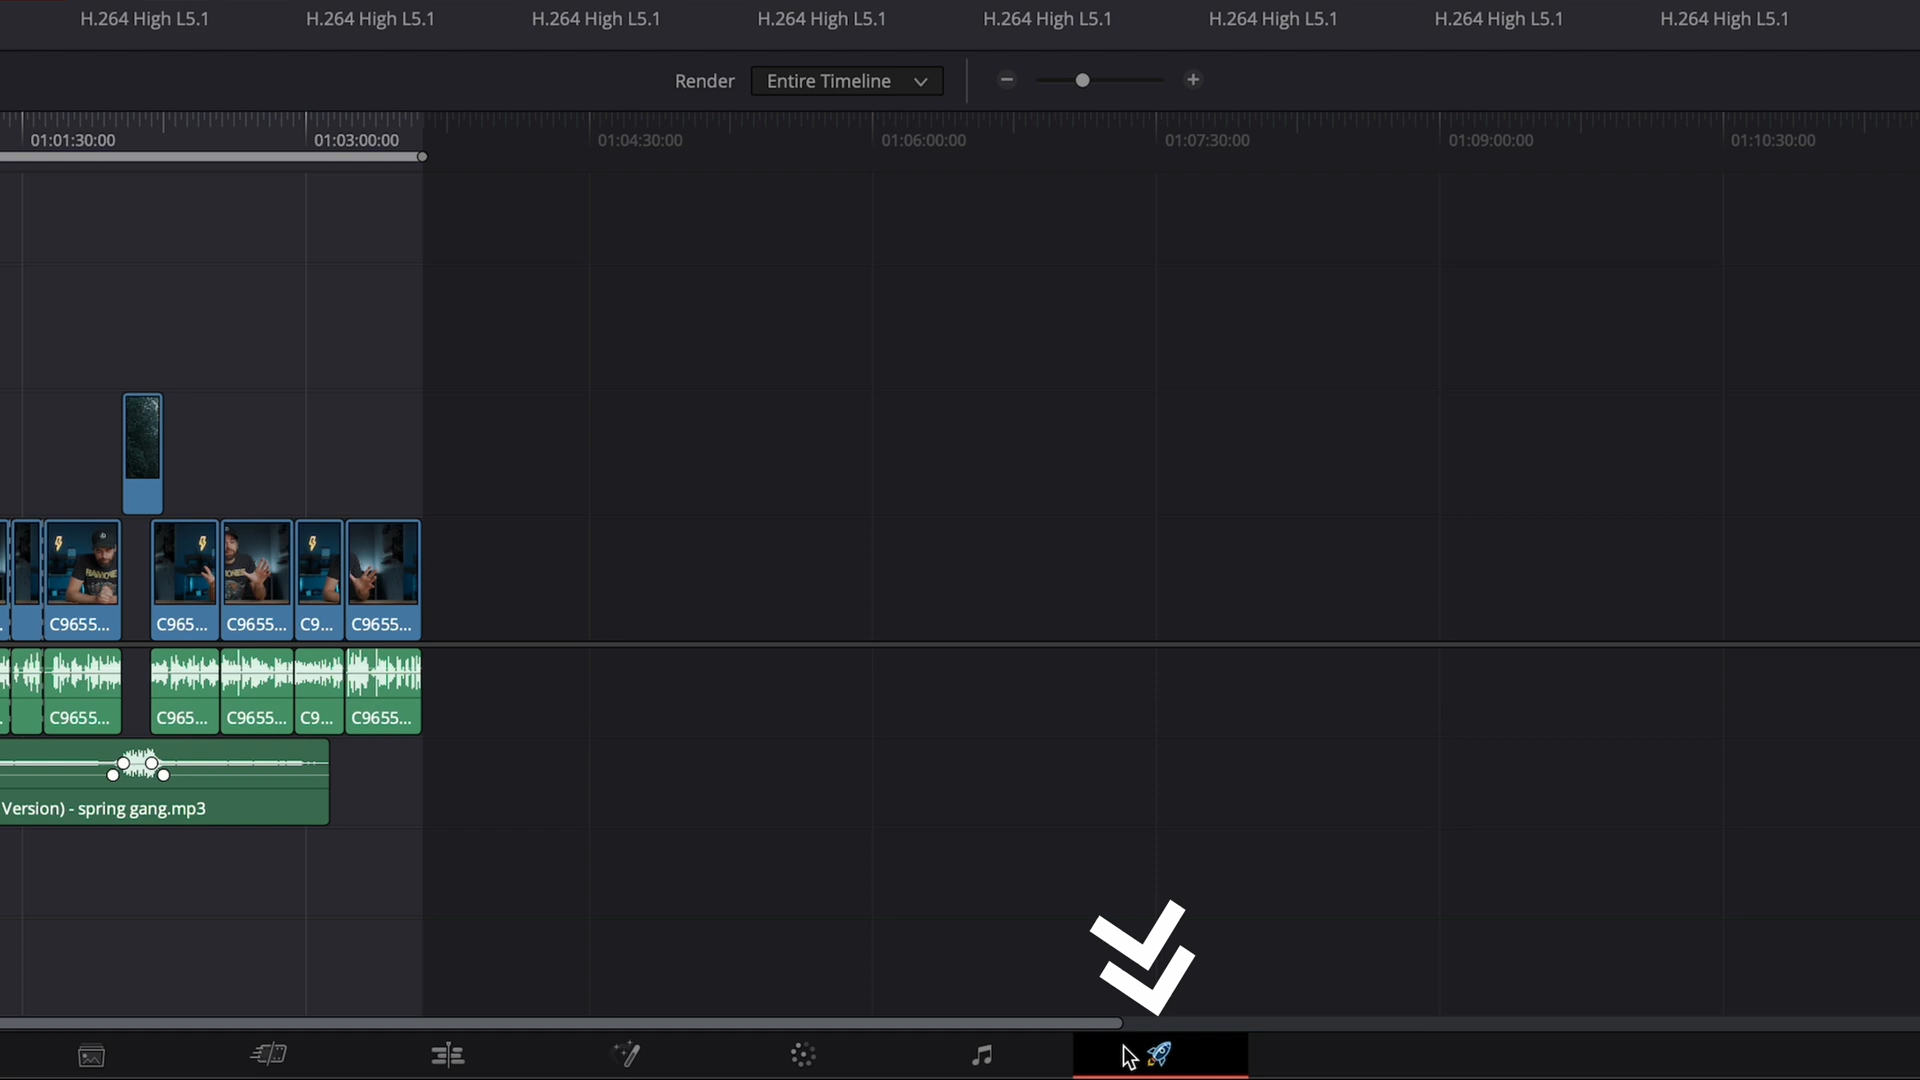 H.264 High L5.1 H.264 High L5.1 H.264 High L5.1 H.264 High L5.1 H.264 High L5.1 H.264 High L5.1 H.264 High L5.1 H.264 High L5.1
Render Entire Timeline
01:01:30:00 01:03:00:00 01:04:30:00 01:06:00:00 01:07:30:00 01:09:00:00 01:10:30:00
C9655... C965... C9655... C9... C9655...
C9655... C965... C9655... C9... C9655...
Version) - spring gang.mp3